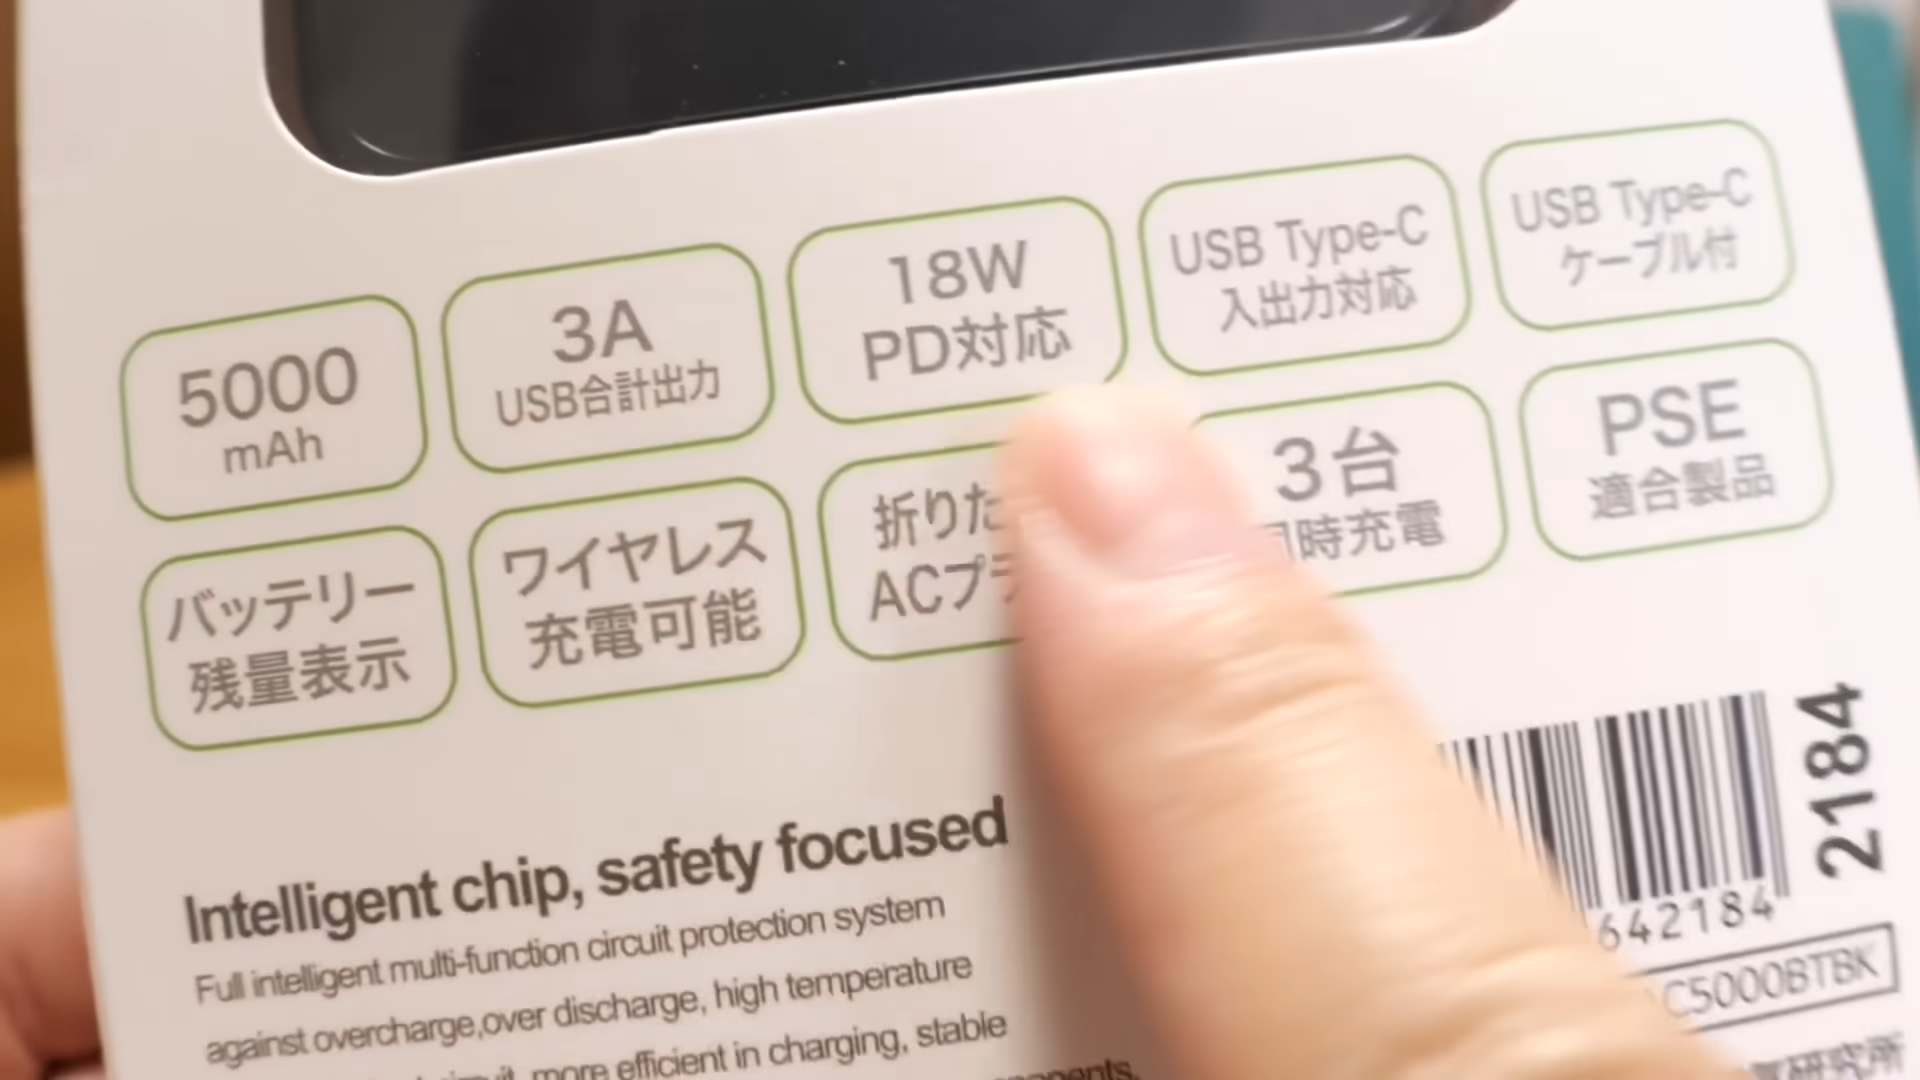 5000
mAh
3A
USB合計出力
18W
PD対応
USB Type-C
入出力対応
USB Type-C
ケーブル付
バッテリー
残量表示
ワイヤレス
充電可能
折りた
ACプラ
3台
時充電
PSE
適合製品
Intelligent chip, safety focused
Full intelligent multi-function circuit protection system
against overcharge,over discharge, high temperature
more efficient in charging, stable
642184
2184
C5000BTBK
研究所